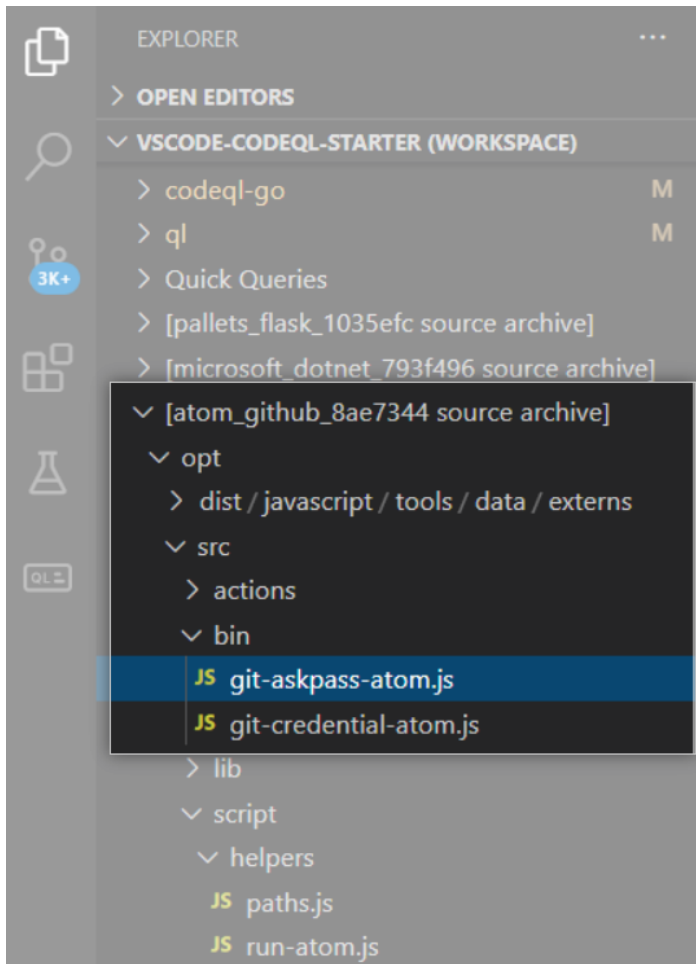 EXPLORER ...
OPEN EDITORS
VSCODE-CODEQL-STARTER (WORKSPACE)
codeql-go M
ql M
3K+
Quick Queries
[pallets_flask_1035efc source archive]
[microsoft_dotnet_793f496 source archive]
[atom_github_8ae7344 source archive]
opt
dist / javascript / tools / data / externs
src
QL
actions
bin
JS git-askpass-atom.js
JS git-credential-atom.js
lib
script
helpers
JS paths.js
JS run-atom.js